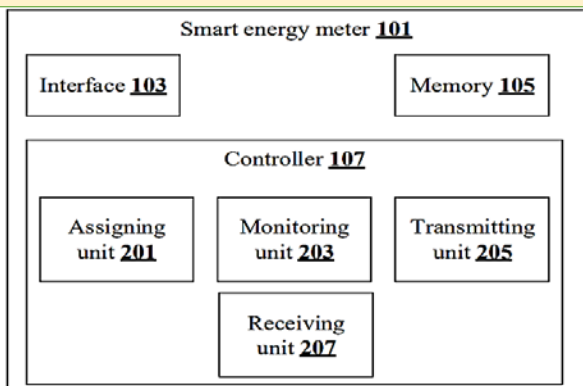 Smart energy meter 101
Interface 103
Memory 105
Controller 107
Assigning
unit 201
Monitoring
unit 203
Transmitting
unit 205
Receiving
unit 207